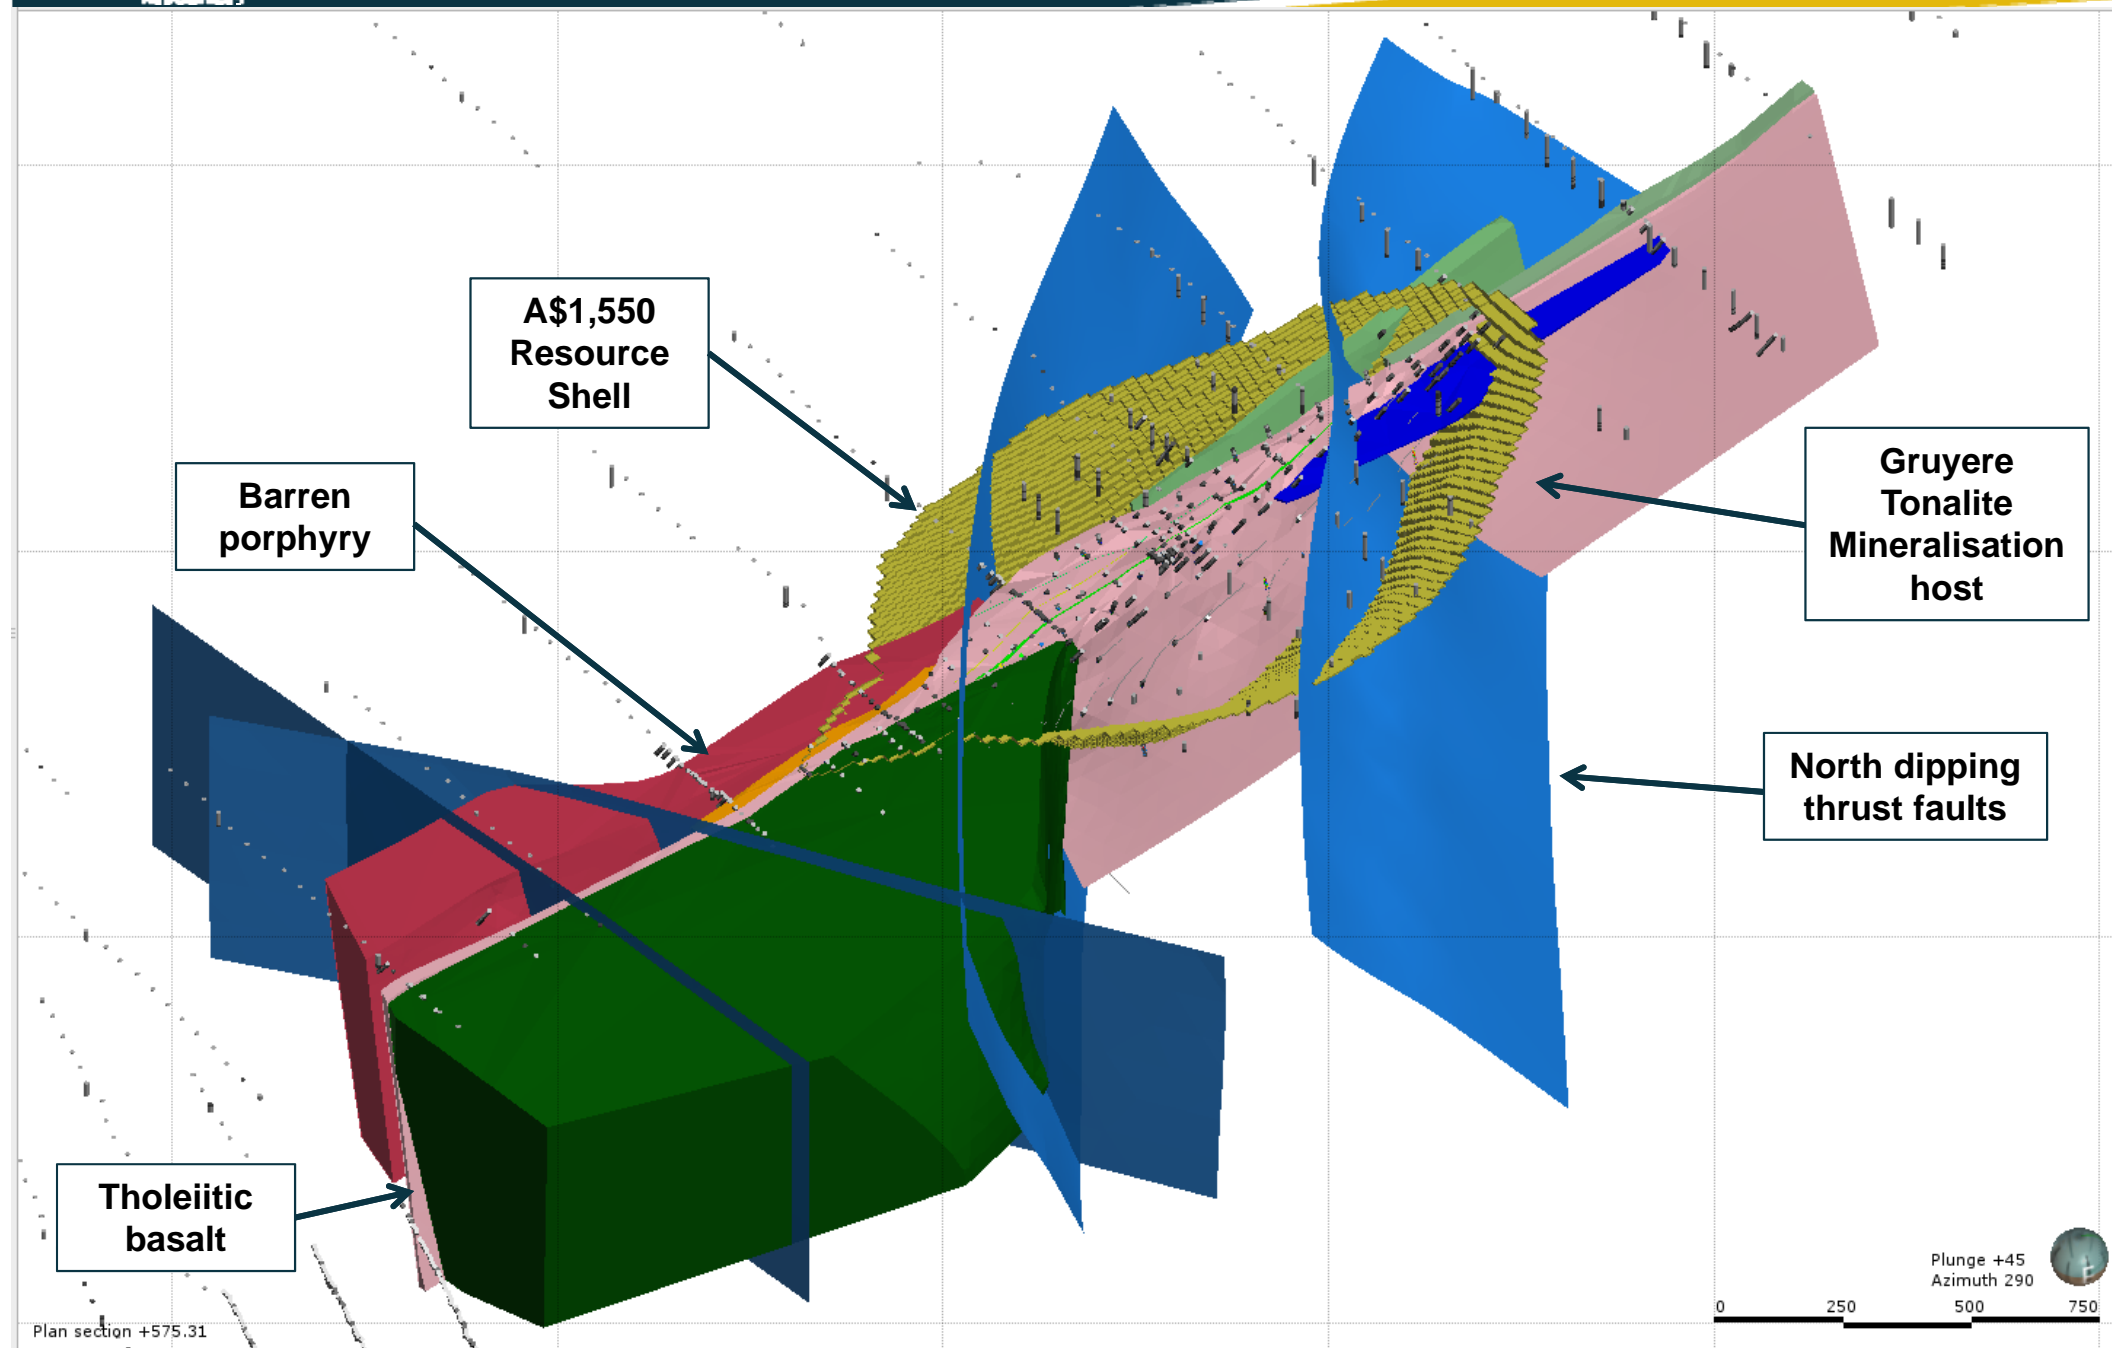 A$1,550
Resource
Shell
Barren
porphyry
Gruyere
Tonalite
Mineralisation
host
North dipping
thrust faults
Tholeiitic
basalt
Plunge +45
Azimuth 290
0 250 500 750
Plan section +575.31